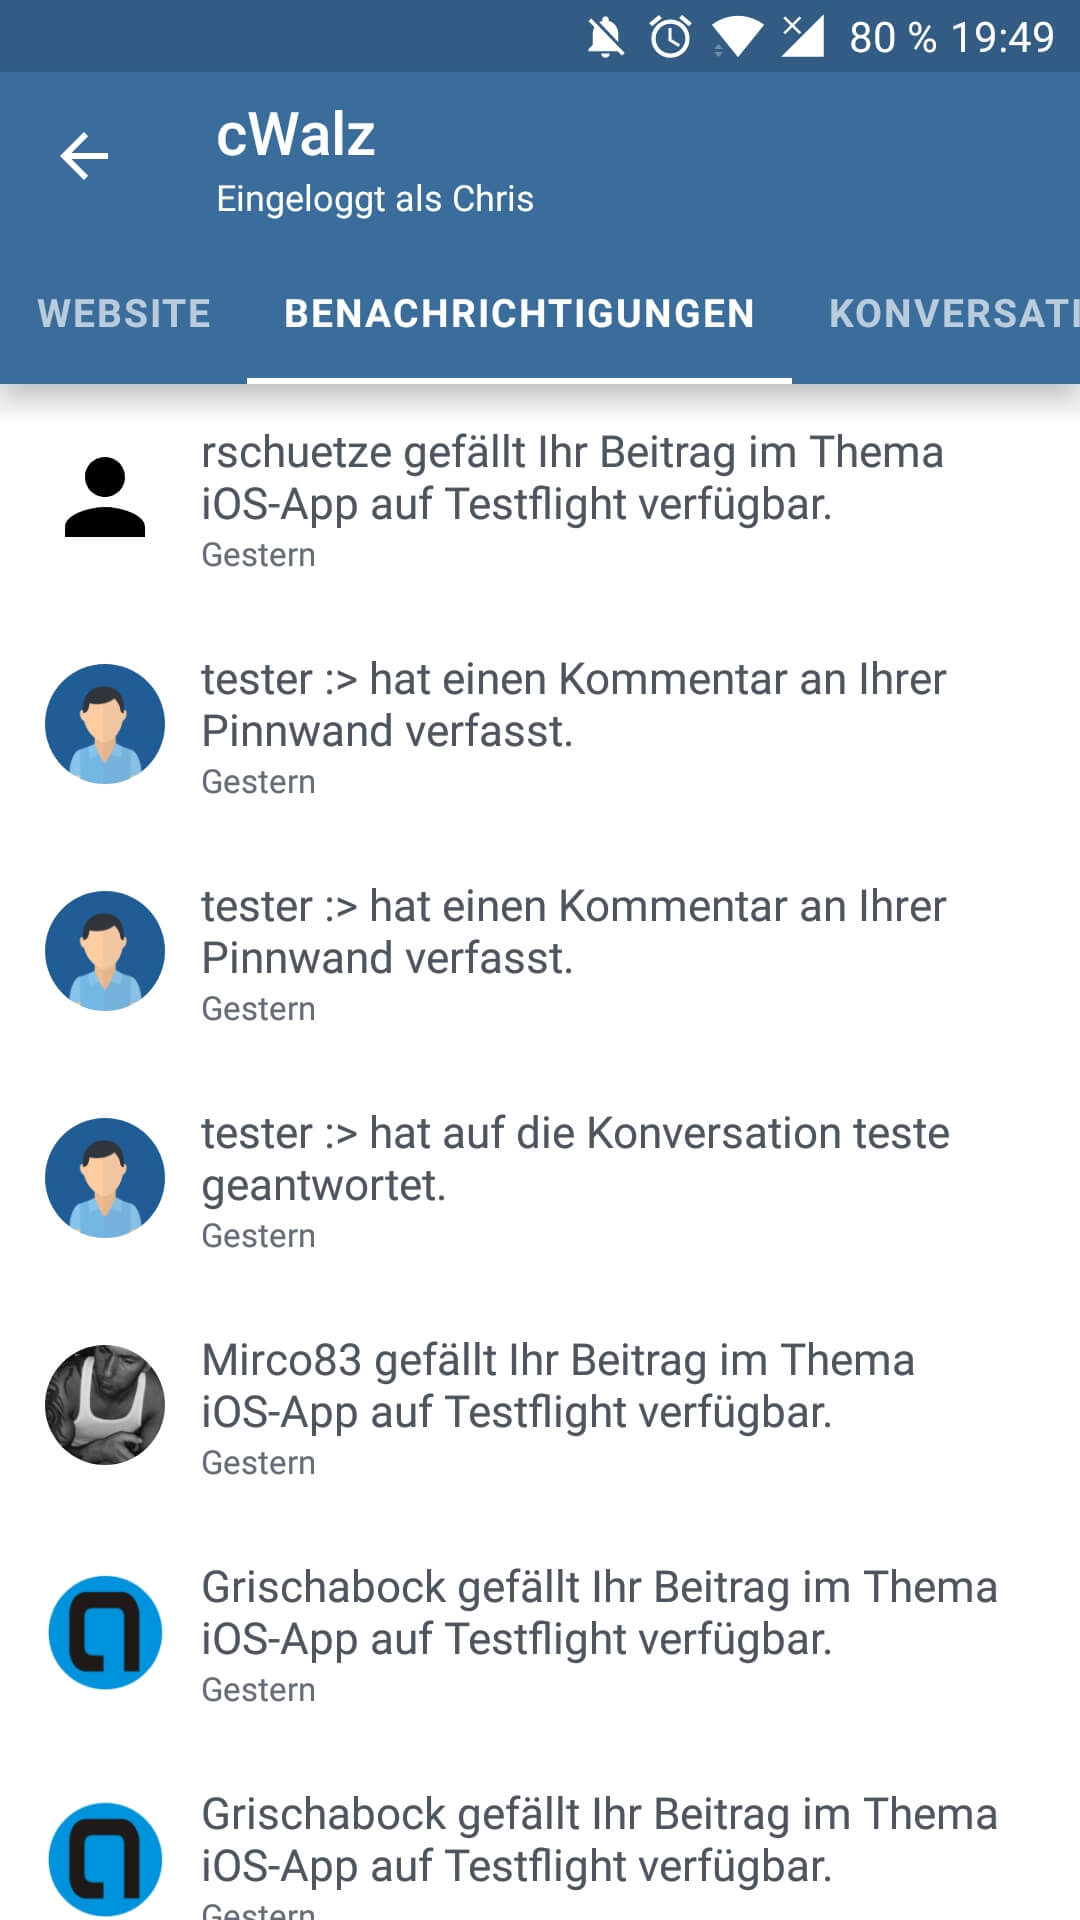 80 % 19:49
cWalz
Eingeloggt als Chris
WEBSITE BENACHRICHTIGUNGEN KONVERSATI
rschuetze gefällt Ihr Beitrag im Thema
iOS-App auf Testflight verfügbar.
Gestern
tester :> hat einen Kommentar an Ihrer
Pinnwand verfasst.
Gestern
tester :> hat einen Kommentar an Ihrer
Pinnwand verfasst.
Gestern
tester :> hat auf die Konversation teste
geantwortet.
Gestern
Mirco83 gefällt Ihr Beitrag im Thema
iOS-App auf Testflight verfügbar.
Gestern
Grischabock gefällt Ihr Beitrag im Thema
iOS-App auf Testflight verfügbar.
Gestern
Grischabock gefällt Ihr Beitrag im Thema
iOS-App auf Testflight verfügbar.
Gestern